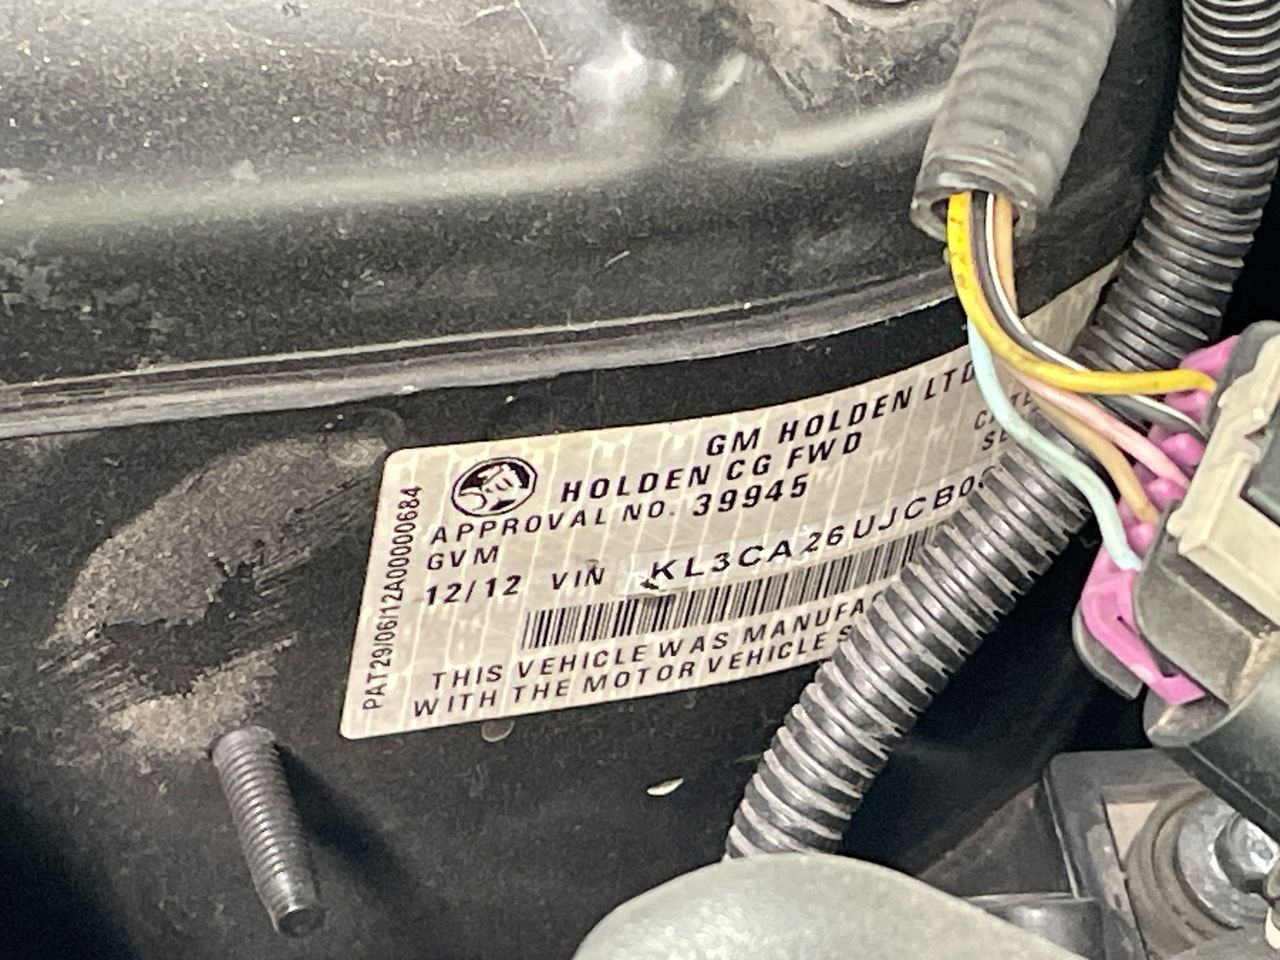 GM HOLDEN LTD
HOLDEN CG FWD
APPROVAL NO. 39945
GVM
12/12 VIN KL3CA26UJCB0
THIS VEHICLE WAS MANUFA
WITH THE MOTOR VEHICLE S
PAT29/06/12A00000684